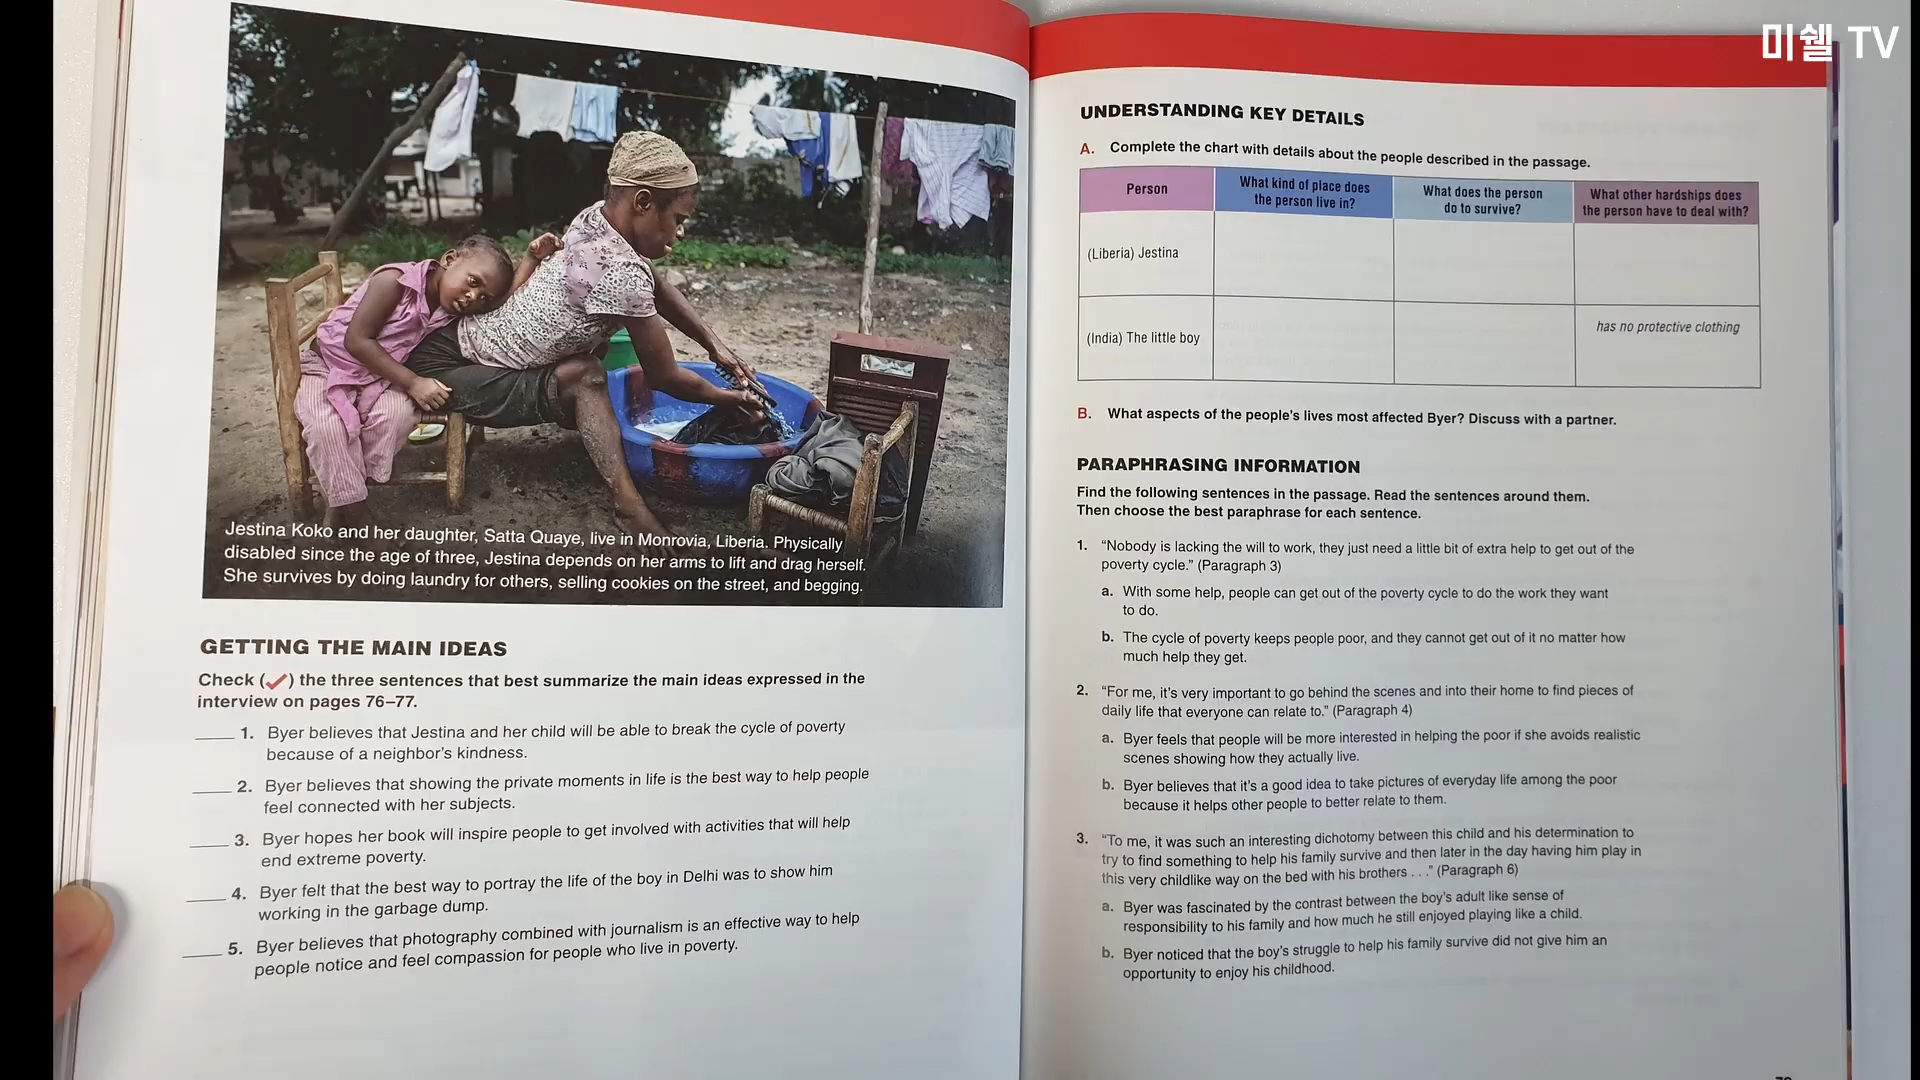 미쉘 TV
Jestina Koko and her daughter, Satta Quaye, live in Monrovia, Liberia. Physically
disabled since the age of three, Jestina depends on her arms to lift and drag herself.
She survives by doing laundry for others, selling cookies on the street, and begging.
GETTING THE MAIN IDEAS
Check (✓) the three sentences that best summarize the main ideas expressed in the
interview on pages 76–77.
_____ 1. Byer believes that Jestina and her child will be able to break the cycle of poverty
because of a neighbor's kindness.
_____ 2. Byer believes that showing the private moments in life is the best way to help people
feel connected with her subjects.
_____ 3. Byer hopes her book will inspire people to get involved with activities that will help
end extreme poverty.
_____ 4. Byer felt that the best way to portray the life of the boy in Delhi was to show him
working in the garbage dump.
_____ 5. Byer believes that photography combined with journalism is an effective way to help
people notice and feel compassion for people who live in poverty.
UNDERSTANDING KEY DETAILS
A. Complete the chart with details about the people described in the passage.
Person
What kind of place does
the person live in?
What does the person
do to survive?
What other hardships does
the person have to deal with?
(Liberia) Jestina
(India) The little boy
has no protective clothing
B. What aspects of the people's lives most affected Byer? Discuss with a partner.
PARAPHRASING INFORMATION
Find the following sentences in the passage. Read the sentences around them.
Then choose the best paraphrase for each sentence.
1. "Nobody is lacking the will to work, they just need a little bit of extra help to get out of the
poverty cycle." (Paragraph 3)
a. With some help, people can get out of the poverty cycle to do the work they want
to do.
b. The cycle of poverty keeps people poor, and they cannot get out of it no matter how
much help they get.
2. "For me, it's very important to go behind the scenes and into their home to find pieces of
daily life that everyone can relate to." (Paragraph 4)
a. Byer feels that people will be more interested in helping the poor if she avoids realistic
scenes showing how they actually live.
b. Byer believes that it's a good idea to take pictures of everyday life among the poor
because it helps other people to better relate to them.
3. "To me, it was such an interesting dichotomy between this child and his determination to
try to find something to help his family survive and then later in the day having him play in
this very childlike way on the bed with his brothers . . ." (Paragraph 6)
a. Byer was fascinated by the contrast between the boy's adult like sense of
responsibility to his family and how much he still enjoyed playing like a child.
b. Byer noticed that the boy's struggle to help his family survive did not give him an
opportunity to enjoy his childhood.